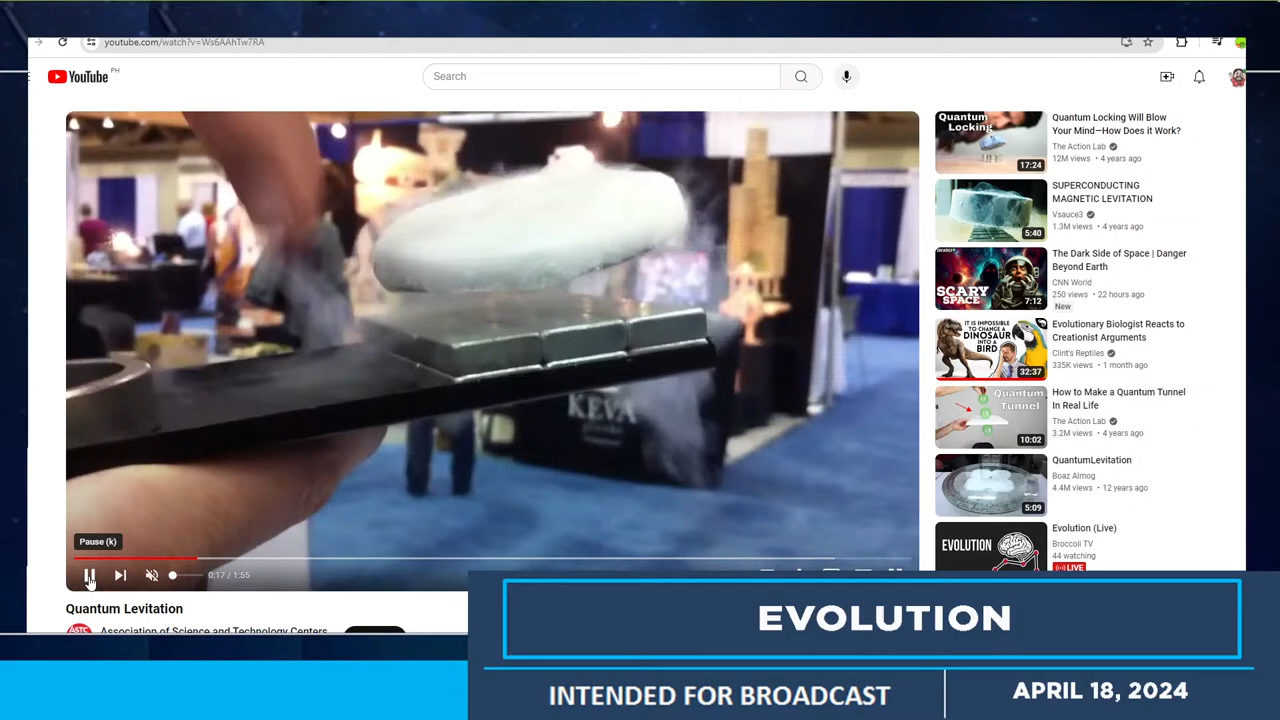 youtube.com/watch?v=Ws6AAhTw7RA
YouTube PH
Search
KEVA
Pause (k)
0:17 / 1:55
Quantum Levitation
Association of Science and Technology Centers
Quantum
Locking
17:24
Quantum Locking Will Blow
Your Mind—How Does it Work?
The Action Lab
12M views • 4 years ago
5:40
SUPERCONDUCTING
MAGNETIC LEVITATION
Vsauce3
1.3M views • 4 years ago
SCARY
SPACE
7:12
The Dark Side of Space | Danger
Beyond Earth
CNN World
250 views • 22 hours ago
New
IT IS IMPOSSIBLE
TO CHANGE A
DINOSAUR
INTO A
BIRD
32:37
Evolutionary Biologist Reacts to
Creationist Arguments
Clint's Reptiles
335K views • 1 month ago
Quantum
Tunnel
10:02
How to Make a Quantum Tunnel
In Real Life
The Action Lab
3.2M views • 4 years ago
5:09
QuantumLevitation
Boaz Almog
4.4M views • 12 years ago
EVOLUTION
Evolution (Live)
Broccoli TV
44 watching
LIVE
EVOLUTION
INTENDED FOR BROADCAST
APRIL 18, 2024